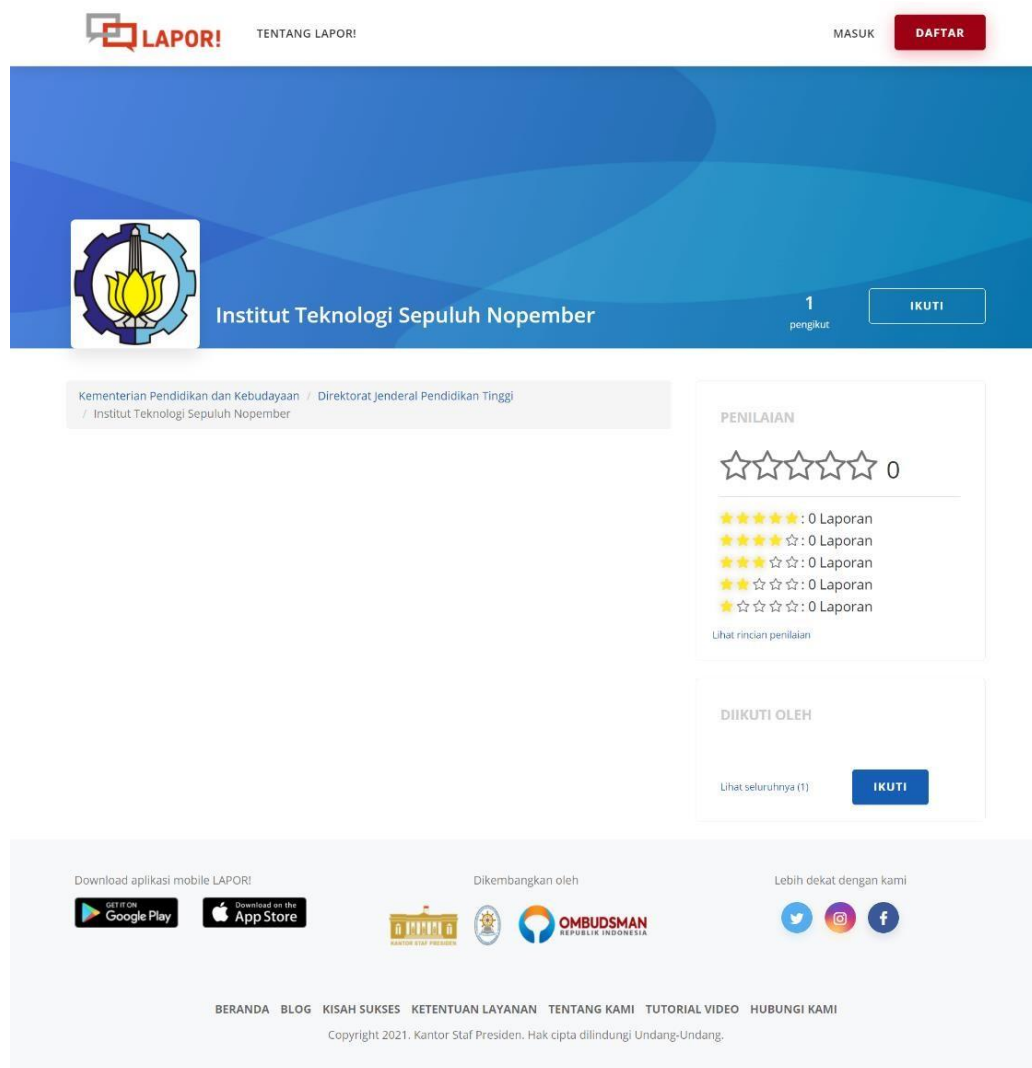 LAPOR!
TENTANG LAPOR!
MASUK
DAFTAR
Institut Teknologi Sepuluh Nopember
1
pengikut
IKUTI
Kementerian Pendidikan dan Kebudayaan / Direktorat Jenderal Pendidikan Tinggi
/ Institut Teknologi Sepuluh Nopember
PENILAIAN
0
: 0 Laporan
: 0 Laporan
: 0 Laporan
: 0 Laporan
: 0 Laporan
Lihat rincian penilaian
DIIKUTI OLEH
Lihat seluruhnya (1)
IKUTI
Download aplikasi mobile LAPOR!
GET IT ON
Google Play
Download on the
App Store
Dikembangkan oleh
KANTOR STAF PRESIDEN
OMBUDSMAN
REPUBLIK INDONESIA
Lebih dekat dengan kami
BERANDA BLOG KISAH SUKSES KETENTUAN LAYANAN TENTANG KAMI TUTORIAL VIDEO HUBUNGI KAMI
Copyright 2021. Kantor Staf Presiden. Hak cipta dilindungi Undang-Undang.